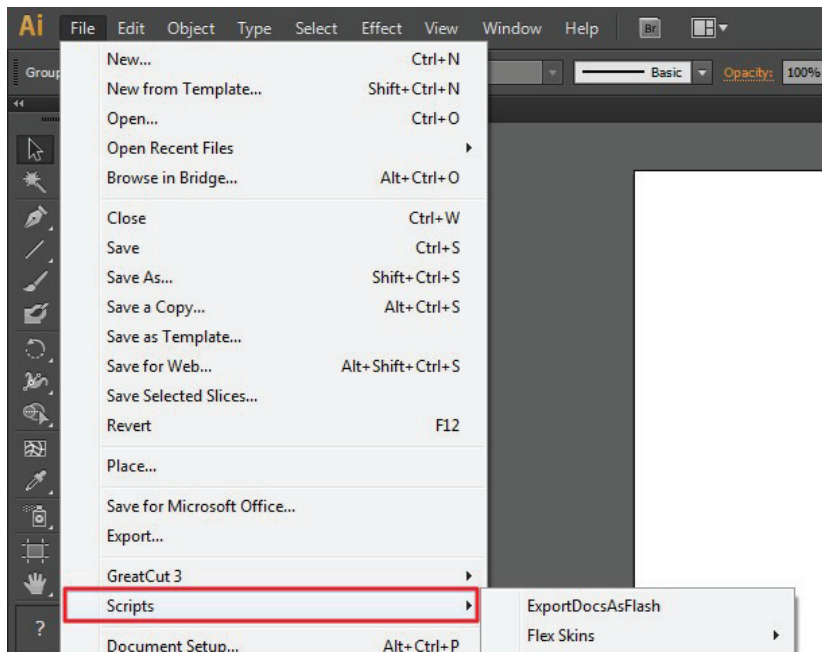 Ai File Edit Object Type Select Effect View Window Help Br
Group Basic Opacity: 100%
New... Ctrl+N
New from Template... Shift+Ctrl+N
Open... Ctrl+O
Open Recent Files
Browse in Bridge... Alt+Ctrl+O
Close Ctrl+W
Save Ctrl+S
Save As... Shift+Ctrl+S
Save a Copy... Alt+Ctrl+S
Save as Template...
Save for Web... Alt+Shift+Ctrl+S
Save Selected Slices...
Revert F12
Place...
Save for Microsoft Office...
Export...
GreatCut 3
Scripts
ExportDocsAsFlash
?
Flex Skins
Document Setup... Alt+Ctrl+P